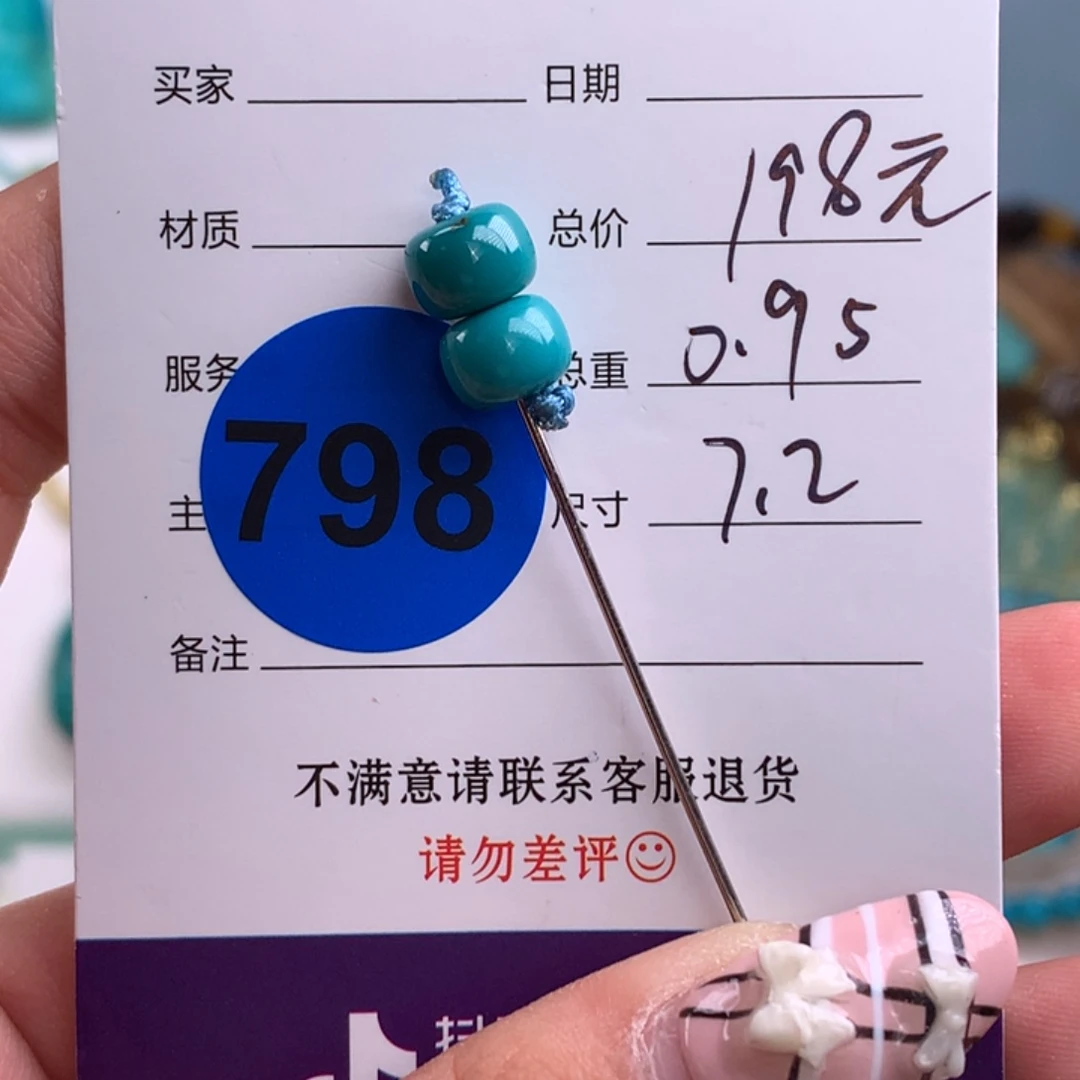 买家 日期
材质 总价 198元
服务 总重 0.95
798
主 尺寸 7.2
备注
不满意请联系客服退货
请勿差评
抖